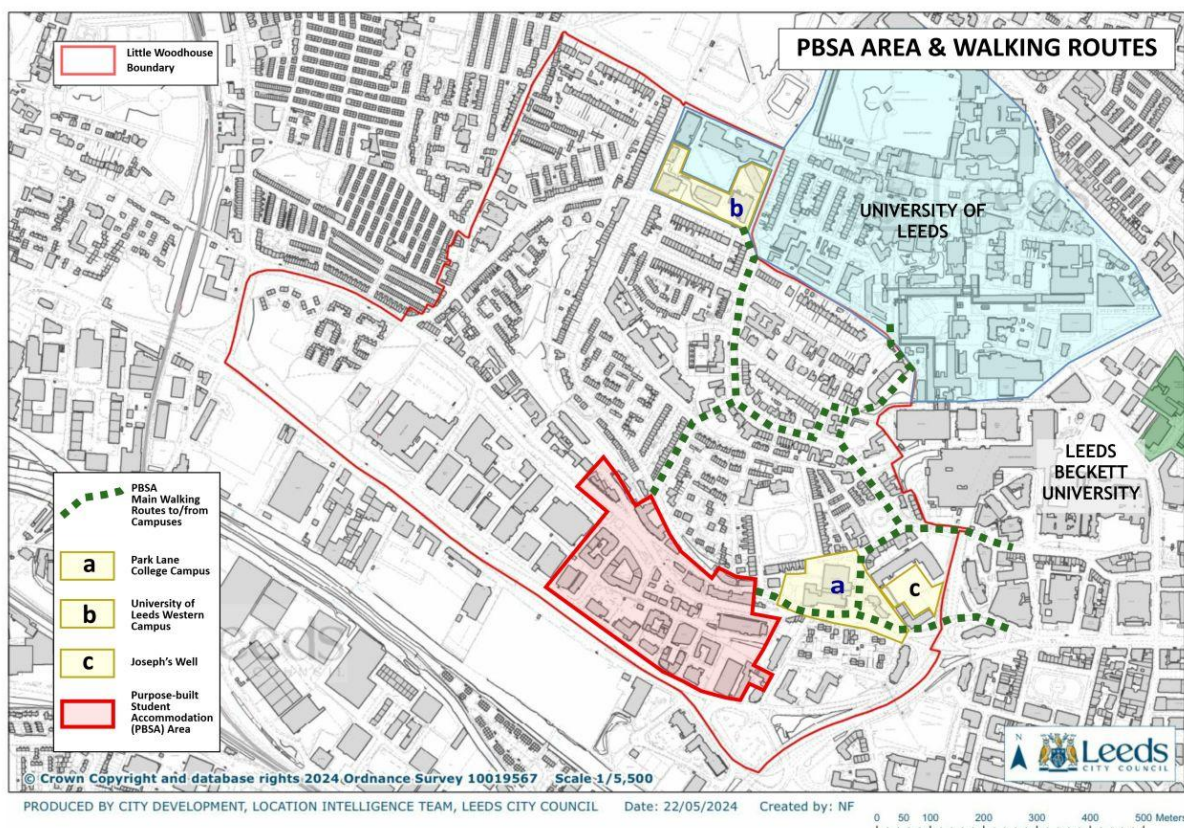 PBSA AREA & WALKING ROUTES
Little Woodhouse
Boundary
b
UNIVERSITY OF
LEEDS
LEEDS
BECKETT
UNIVERSITY
a
c
PBSA
Main Walking
Routes to/from
Campuses
a
Park Lane
College Campus
b
University of
Leeds Western
Campus
c
Joseph's Well
Purpose-built
Student
Accommodation
(PBSA) Area
N
Leeds
CITY COUNCIL
© Crown Copyright and database rights 2024 Ordnance Survey 10019567 Scale 1/5,500
PRODUCED BY CITY DEVELOPMENT, LOCATION INTELLIGENCE TEAM, LEEDS CITY COUNCIL Date: 22/05/2024 Created by: NF
0 50 100 200 300 400 500 Meters